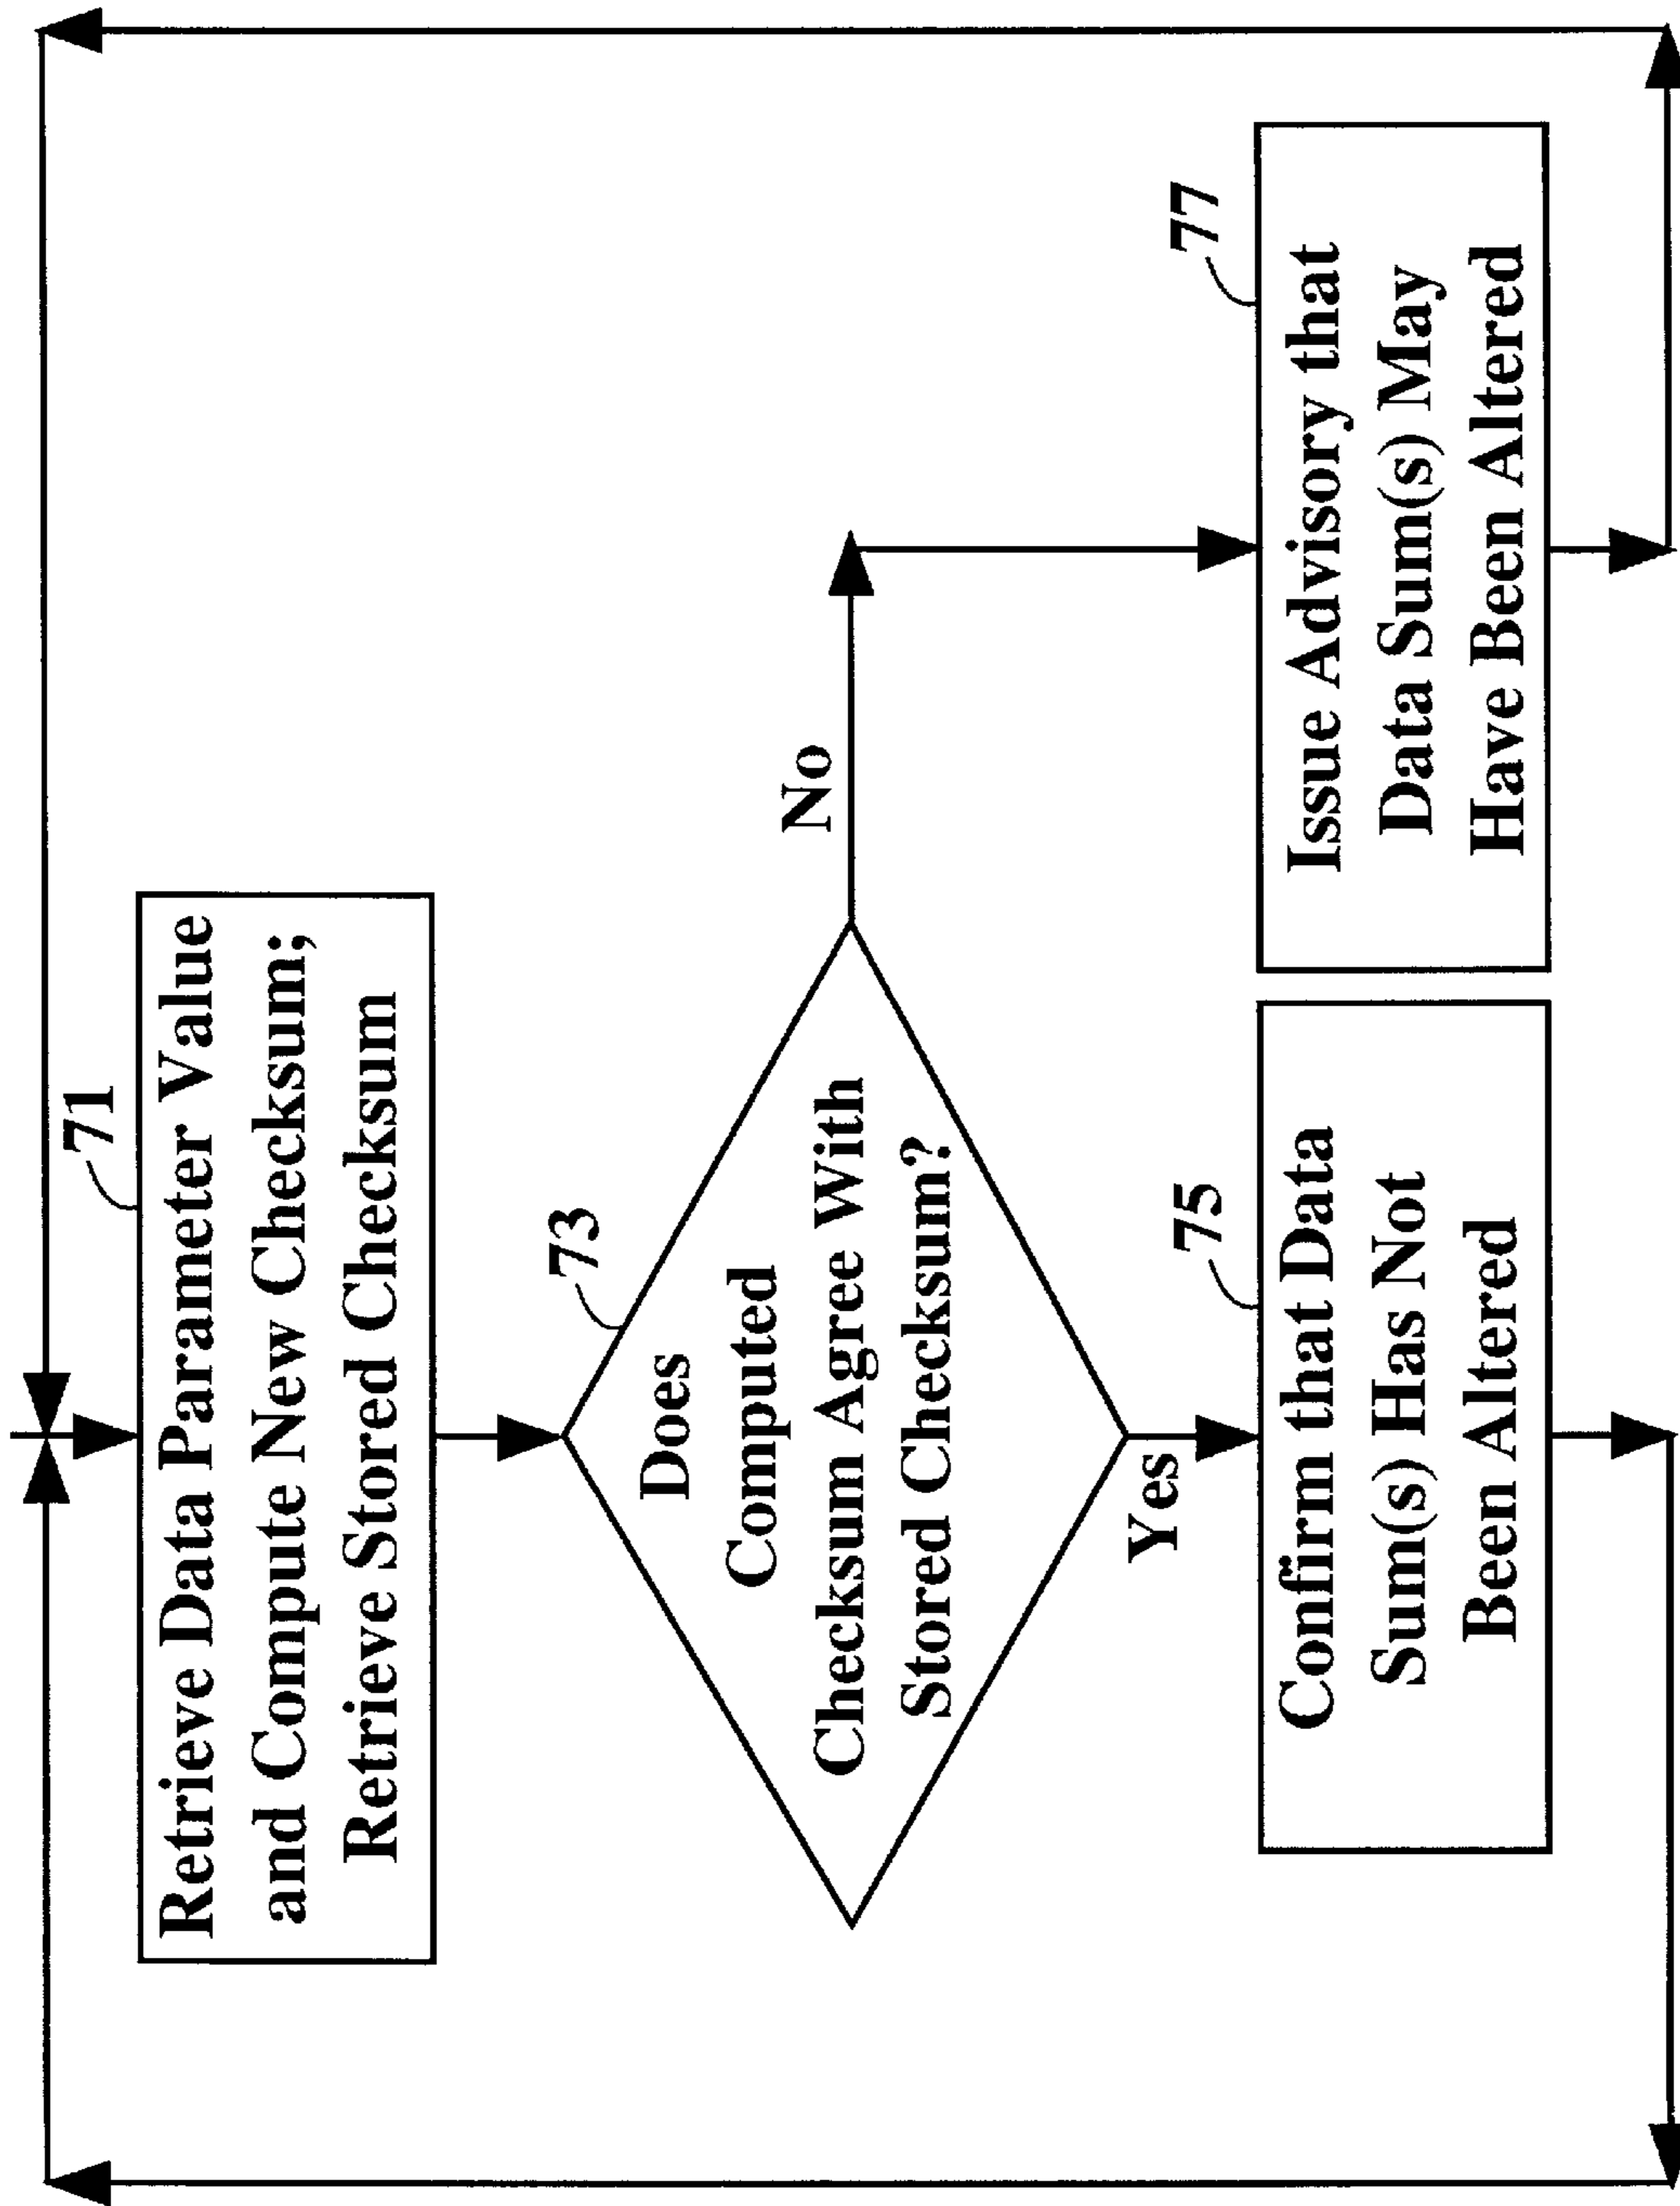 71
Retrieve Data Parameter Value
and Compute New Checksum;
Retrieve Stored Checksum
73
Does
Computed
Checksum Agree With
Stored Checksum?
No
Yes
75
Confirm that Data
Sum(s) Has Not
Been Altered
77
Issue Advisory that
Data Sum(s) May
Have Been Altered